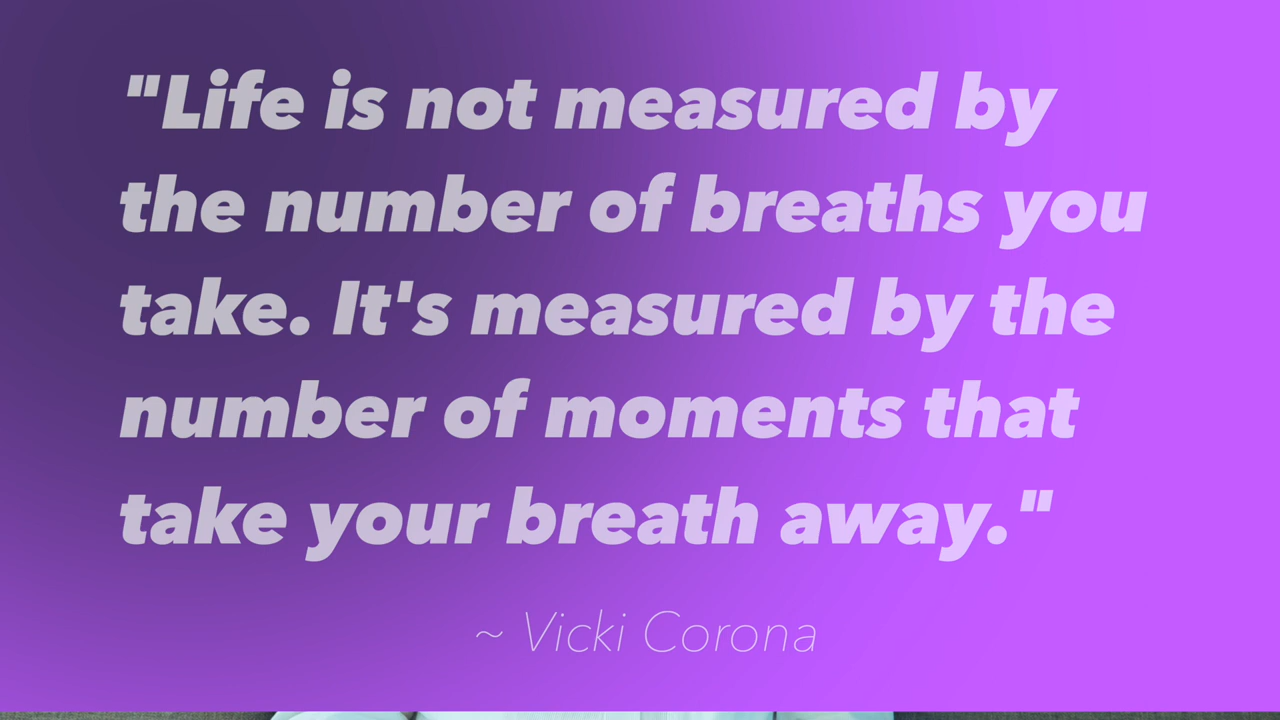 "Life is not measured by
the number of breaths you
take. It's measured by the
number of moments that
take your breath away."
~ Vicki Corona